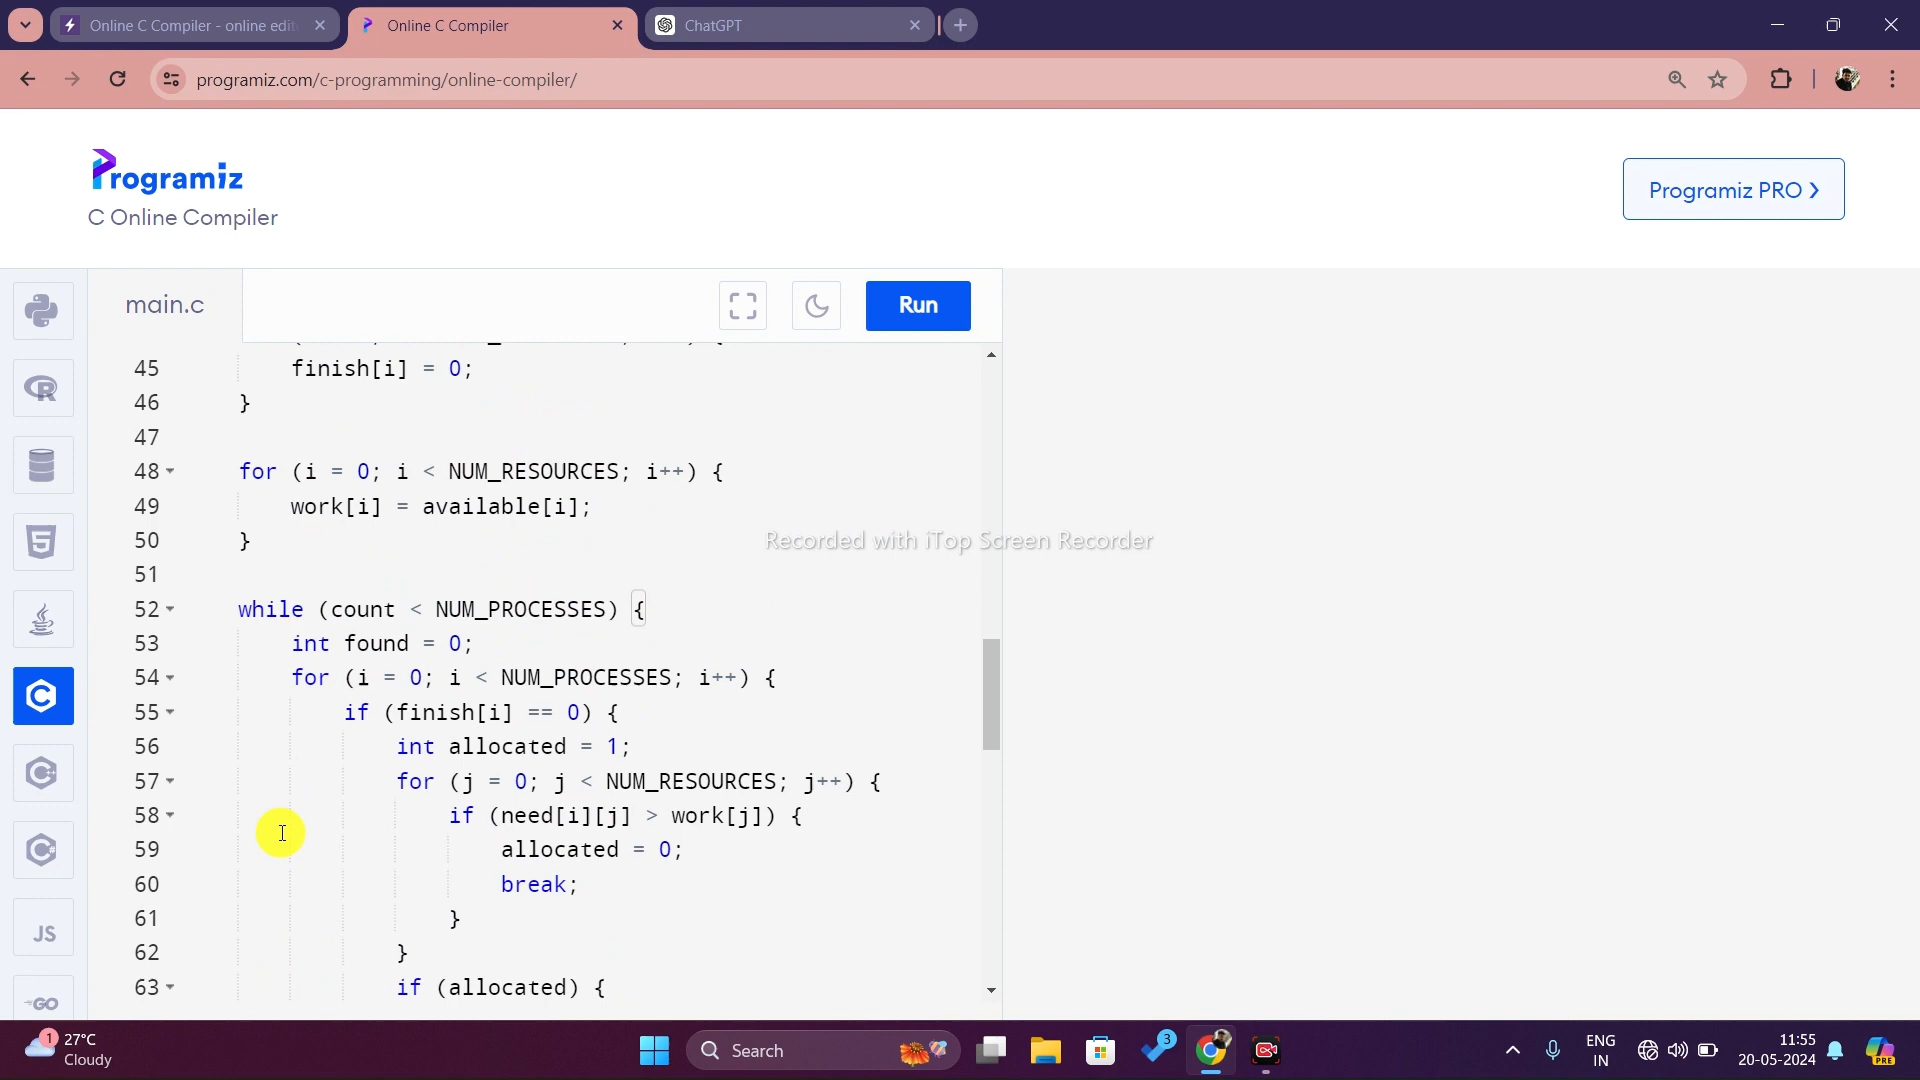 Online C Compiler - online edit
Online C Compiler
ChatGPT
programiz.com/c-programming/online-compiler/
Programiz
C Online Compiler
Programiz PRO
main.c
Run
45 finish[i] = 0;
46 }
47
48 for (i = 0; i < NUM_RESOURCES; i++) {
49 work[i] = available[i];
50 }
51
52 while (count < NUM_PROCESSES) {
53 int found = 0;
54 for (i = 0; i < NUM_PROCESSES; i++) {
55 if (finish[i] == 0) {
56 int allocated = 1;
57 for (j = 0; j < NUM_RESOURCES; j++) {
58 if (need[i][j] > work[j]) {
59 allocated = 0;
60 break;
61 }
62 }
63 if (allocated) {
Recorded with iTop Screen Recorder
R
JS
GO
1
27°C
Cloudy
Search
3
ENG
IN
11:55
20-05-2024
PRE